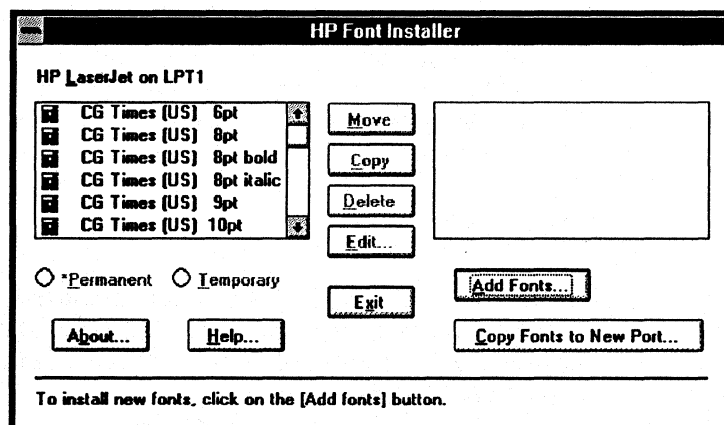 HP Font Installer
HP LaserJet on LPT1
CG Times (US) 6pt
CG Times (US) 8pt
CG Times (US) 8pt bold
CG Times (US) 8pt italic
CG Times (US) 9pt
CG Times (US) 10pt
Move
Copy
Delete
Edit...
*Permanent Temporary
Exit
Add Fonts...
About... Help... Copy Fonts to New Port...
To install new fonts, click on the [Add fonts] button.